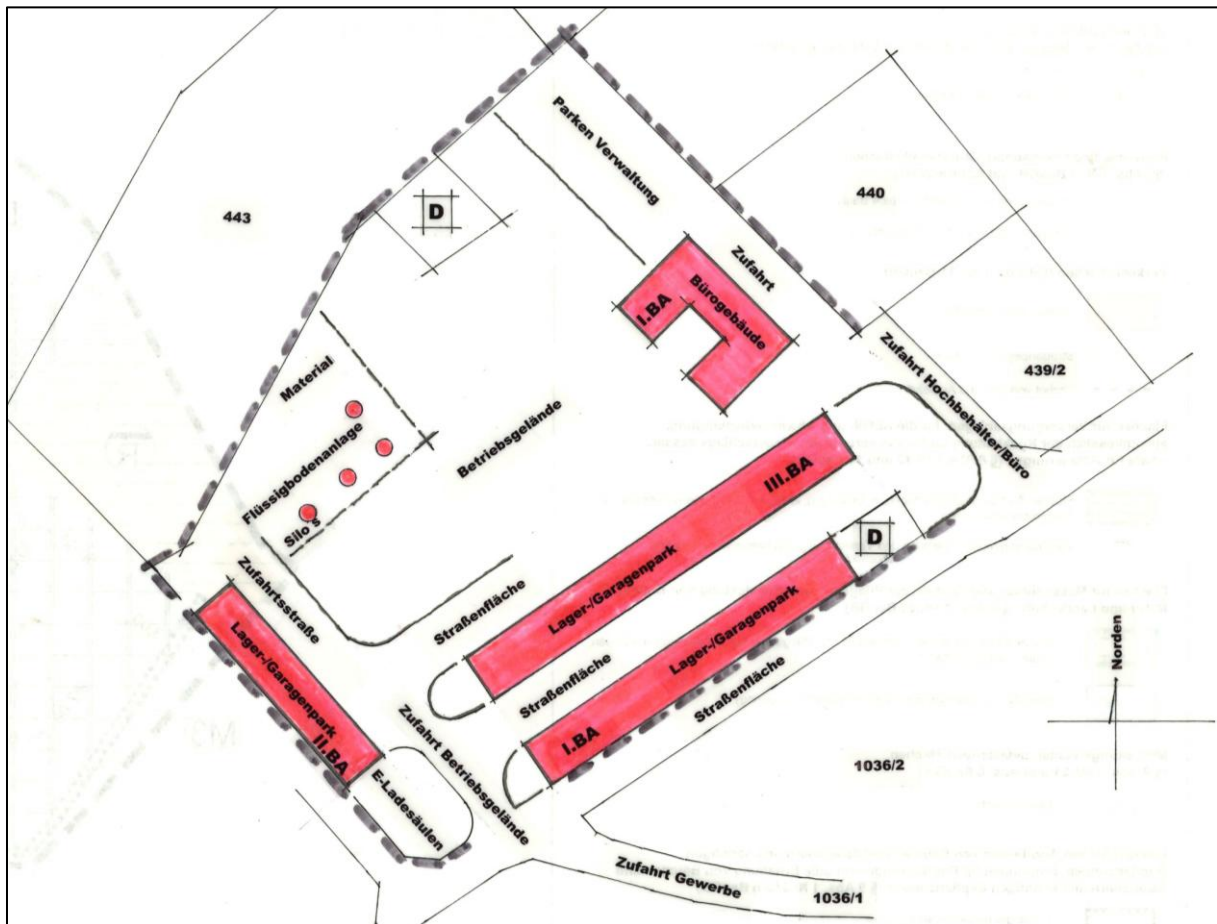 Parken Verwaltung
440
443
D
Zufahrt
I.BA
Bürogebäude
Zufahrt Hochbehälter/Büro
439/2
Material
Flüssigbodenanlage
Silo's
Betriebsgelände
III.BA
Lager-/Garagenpark
D
Zufahrtsstraße
Straßenfläche
Lager-/Garagenpark
I.BA
Straßenfläche
Straßenfläche
Lager-/Garagenpark
II.BA
Norden
Zufahrt Betriebsgelände
E-Ladesäulen
1036/2
Zufahrt Gewerbe
1036/1